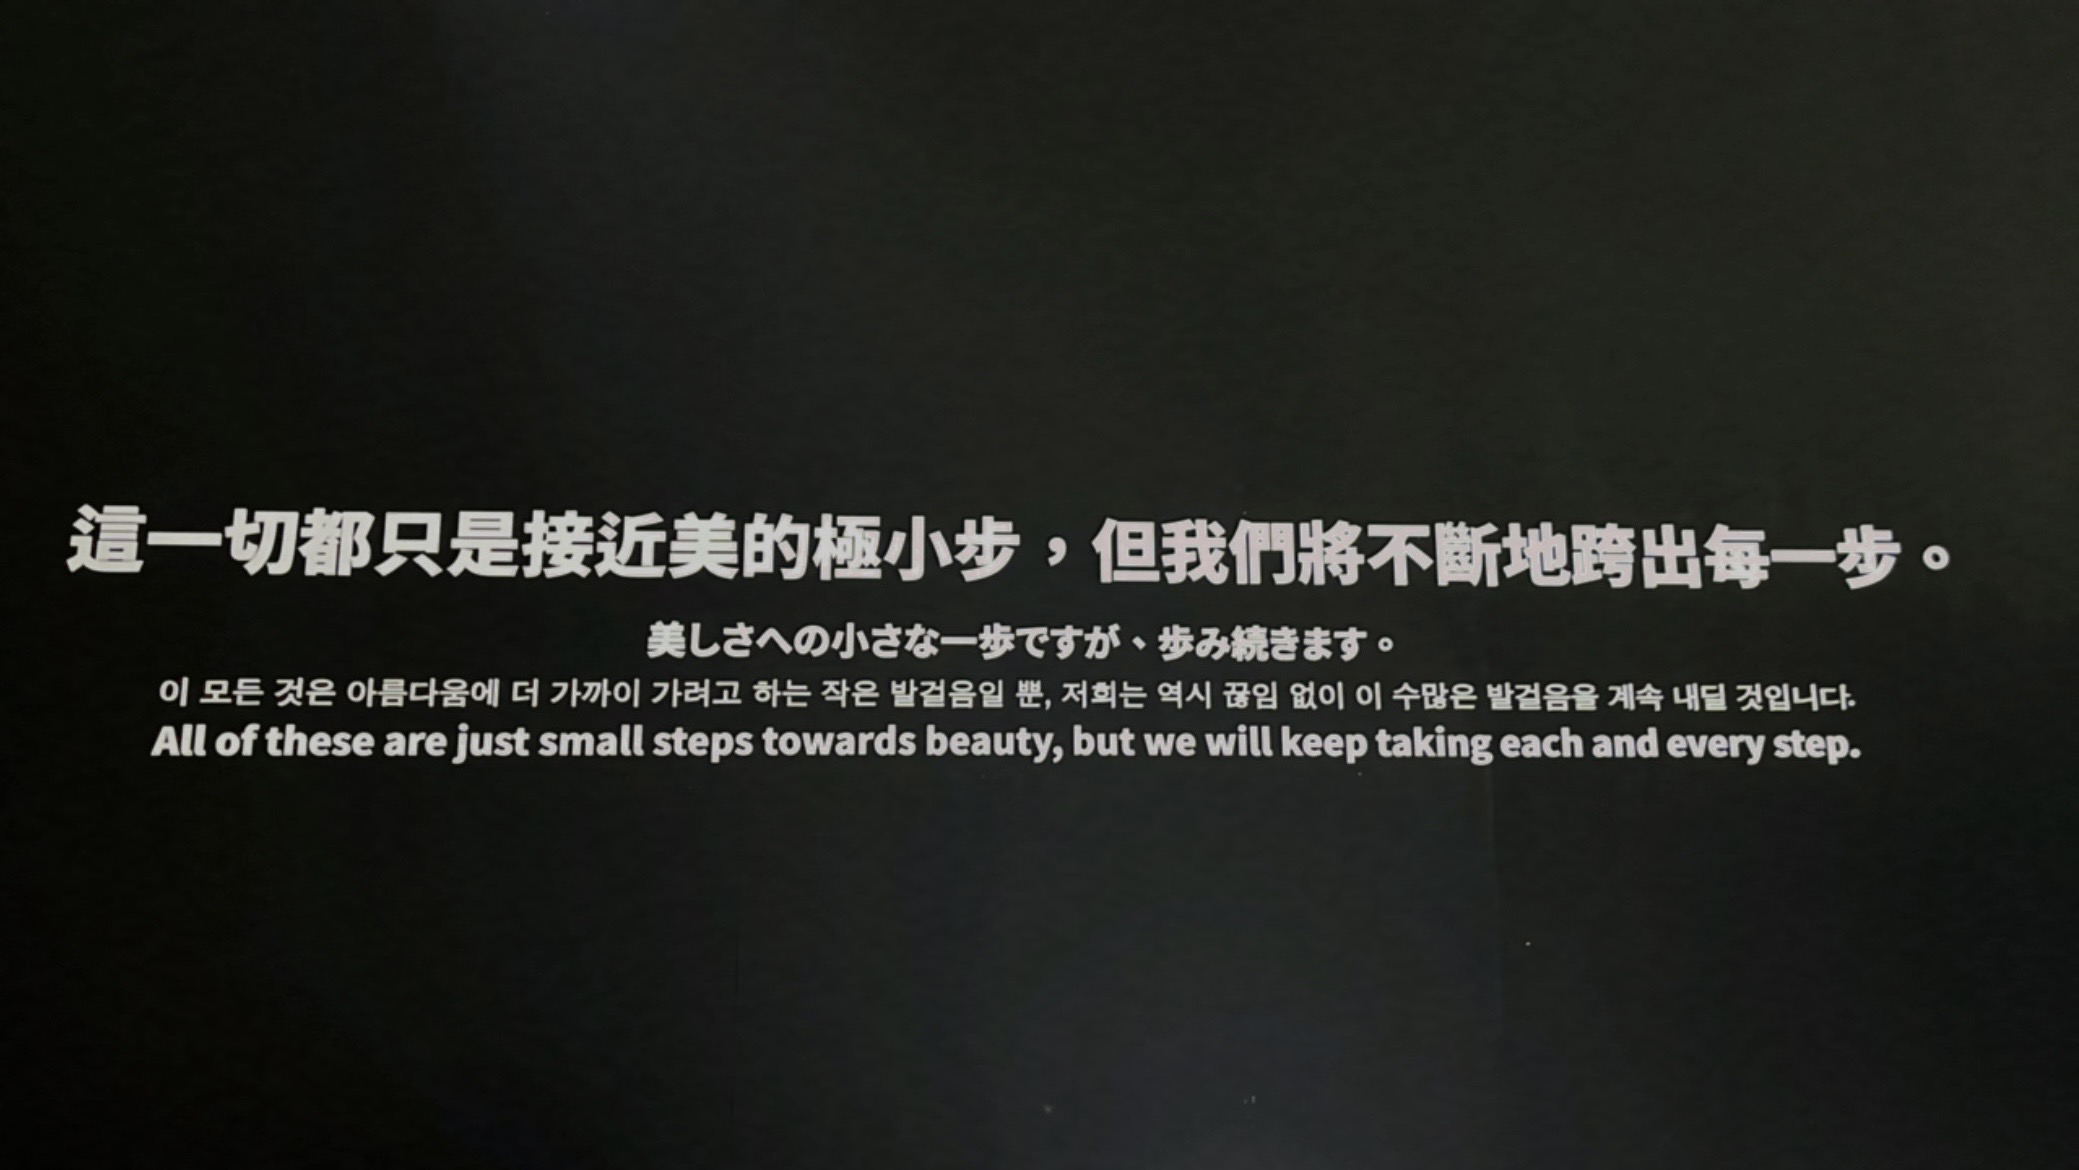 這一切都只是接近美的極小步，但我們將不斷地跨出每一步。
美しさへの小さな一歩ですが、歩み続きます。
이 모든 것은 아름다움에 더 가까이 가려고 하는 작은 발걸음일 뿐, 저희는 역시 끊임 없이 이 수많은 발걸음을 계속 내딜 것입니다.
All of these are just small steps towards beauty, but we will keep taking each and every step.